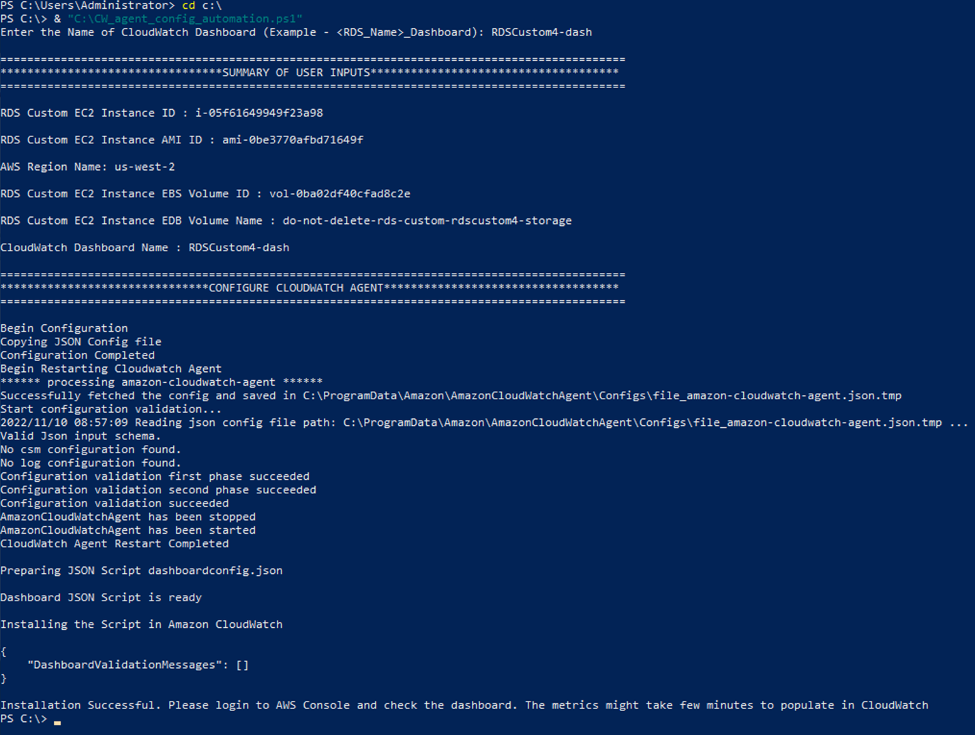 PS C:\Users\Administrator> cd c:\
PS C:\> & "C:\CW_agent_config_automation.ps1"
Enter the Name of CloudWatch Dashboard (Example - <RDS_Name>_Dashboard): RDSCustom4-dash
=============================================================================================
*********************************SUMMARY OF USER INPUTS*************************************
=============================================================================================
RDS Custom EC2 Instance ID : i-05f61649949f23a98
RDS Custom EC2 Instance AMI ID : ami-0be3770afbd71649f
AWS Region Name: us-west-2
RDS Custom EC2 Instance EBS Volume ID : vol-0ba02df40cfad8c2e
RDS Custom EC2 Instance EDB Volume Name : do-not-delete-rds-custom-rdscustom4-storage
CloudWatch Dashboard Name : RDSCustom4-dash
=============================================================================================
*******************************CONFIGURE CLOUDWATCH AGENT***********************************
=============================================================================================
Begin Configuration
Copying JSON Config file
Configuration Completed
Begin Restarting Cloudwatch Agent
****** processing amazon-cloudwatch-agent ******
Successfully fetched the config and saved in C:\ProgramData\Amazon\AmazonCloudWatchAgent\Configs\file_amazon-cloudwatch-agent.json.tmp
Start configuration validation...
2022/11/10 08:57:09 Reading json config file path: C:\ProgramData\Amazon\AmazonCloudWatchAgent\Configs\file_amazon-cloudwatch-agent.json.tmp ...
Valid Json input schema.
No csm configuration found.
No log configuration found.
Configuration validation first phase succeeded
Configuration validation second phase succeeded
Configuration validation succeeded
AmazonCloudWatchAgent has been stopped
AmazonCloudWatchAgent has been started
CloudWatch Agent Restart Completed
Preparing JSON Script dashboardconfig.json
Dashboard JSON Script is ready
Installing the Script in Amazon CloudWatch
{
    "DashboardValidationMessages": []
}
Installation Successful. Please login to AWS Console and check the dashboard. The metrics might take few minutes to populate in CloudWatch
PS C:\>